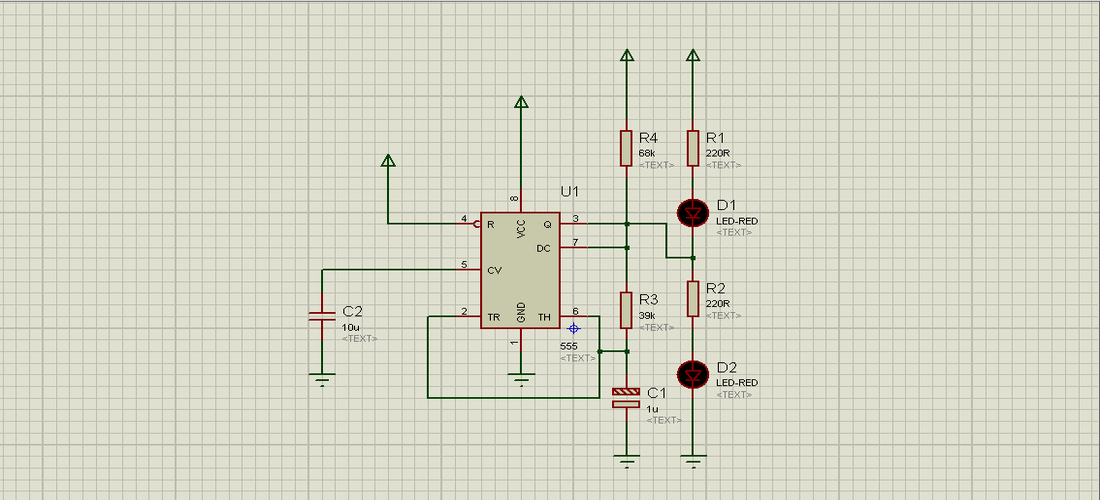 R4
68k
<TEXT>
R1
220R
<TEXT>
U1
8
4
R
VCC
Q
3
D1
LED-RED
<TEXT>
DC
7
5
CV
C2
10u
<TEXT>
R3
39k
<TEXT>
R2
220R
<TEXT>
2
TR
GND
TH
6
1
555
<TEXT>
D2
LED-RED
<TEXT>
C1
1u
<TEXT>